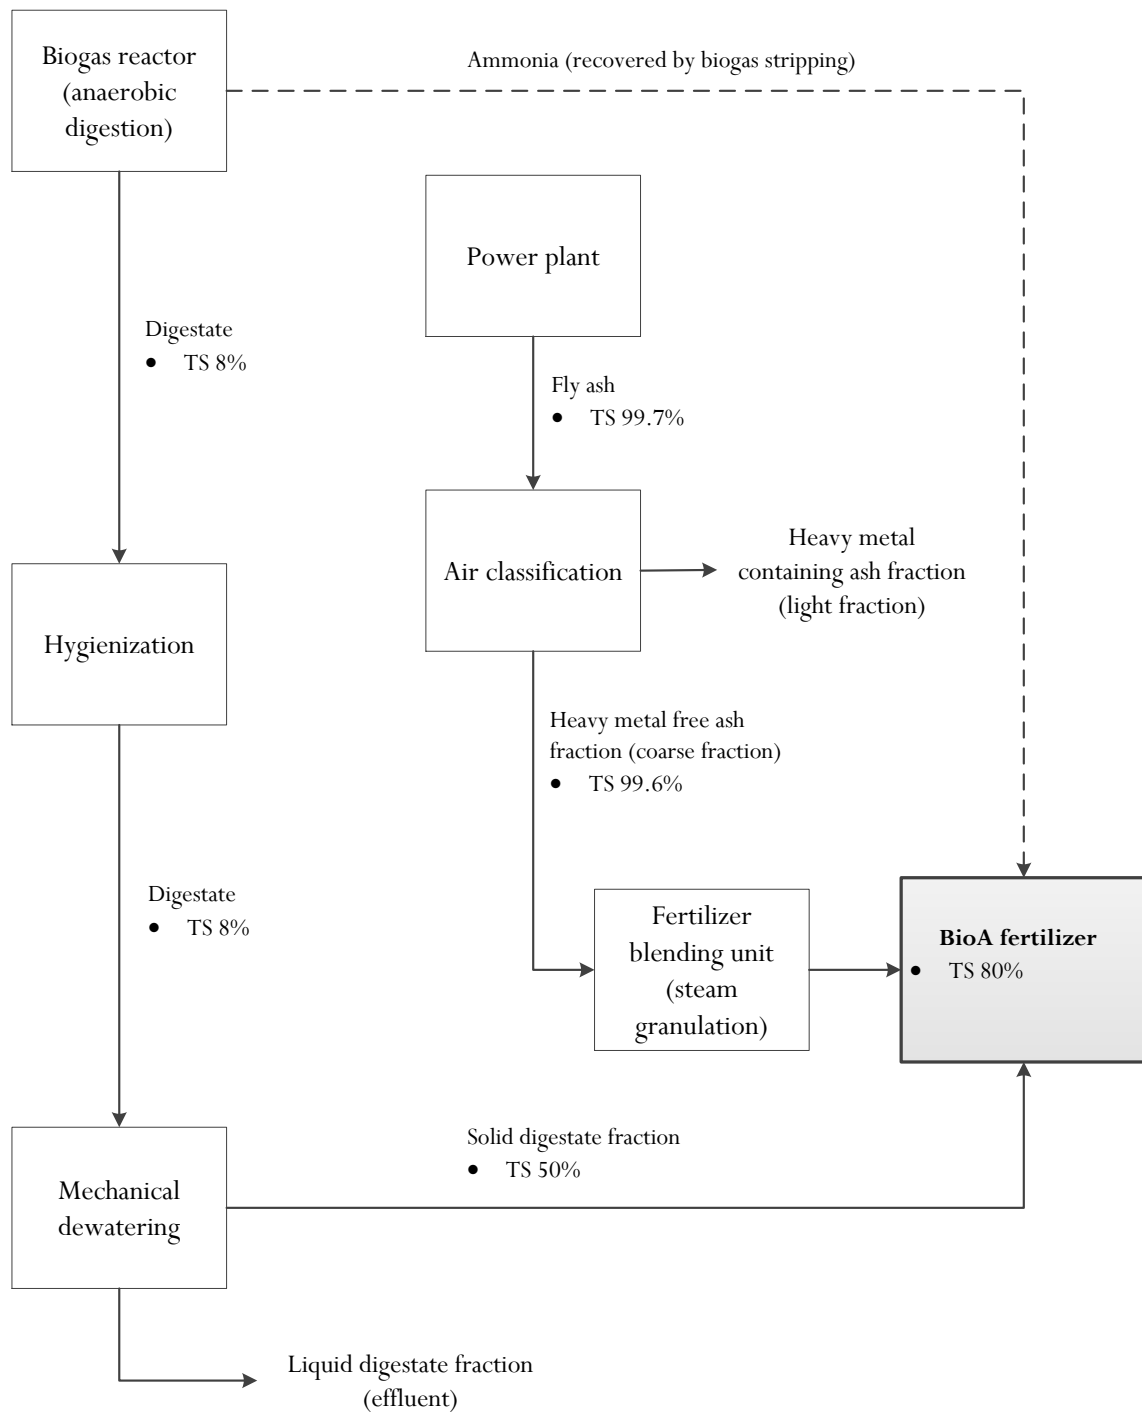 Biogas reactor
(anaerobic
digestion)
Ammonia (recovered by biogas stripping)
Power plant
Digestate
• TS 8%
Fly ash
• TS 99.7%
Air classification
Heavy metal
containing ash fraction
(light fraction)
Hygienization
Heavy metal free ash
fraction (coarse fraction)
• TS 99.6%
Digestate
• TS 8%
Fertilizer
blending unit
(steam
granulation)
BioA fertilizer
• TS 80%
Solid digestate fraction
• TS 50%
Mechanical
dewatering
Liquid digestate fraction
(effluent)